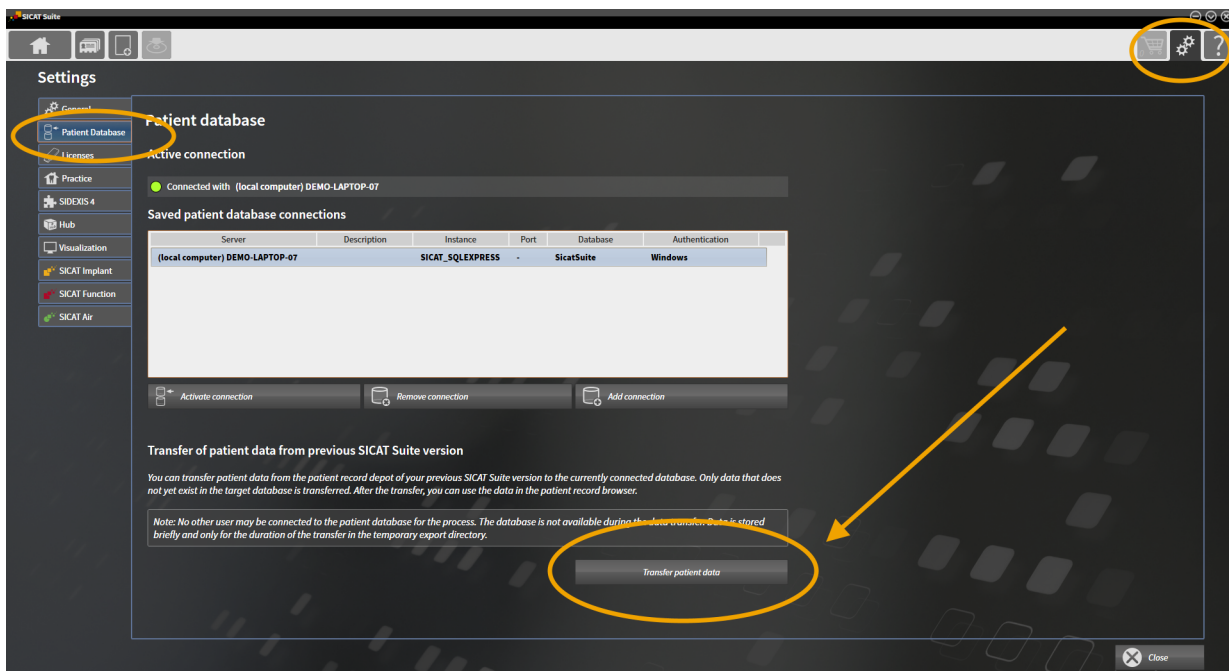 SICAT Suite
?
Settings
General
Patient Database
Licenses
Practice
SIDEXIS 4
Hub
Visualization
SICAT Implant
SICAT Function
SICAT Air
Patient database
Active connection
Connected with (local computer) DEMO-LAPTOP-07
Saved patient database connections
Server Description Instance Port Database Authentication
(local computer) DEMO-LAPTOP-07 SICAT_SQLEXPRESS - SicatSuite Windows
Activate connection Remove connection Add connection
Transfer of patient data from previous SICAT Suite version
You can transfer patient data from the patient record depot of your previous SICAT Suite version to the currently connected database. Only data that does
not yet exist in the target database is transferred. After the transfer, you can use the data in the patient record browser.
Note: No other user may be connected to the patient database for the process. The database is not available during the data transfer. Data is stored
briefly and only for the duration of the transfer in the temporary export directory.
Transfer patient data
Close